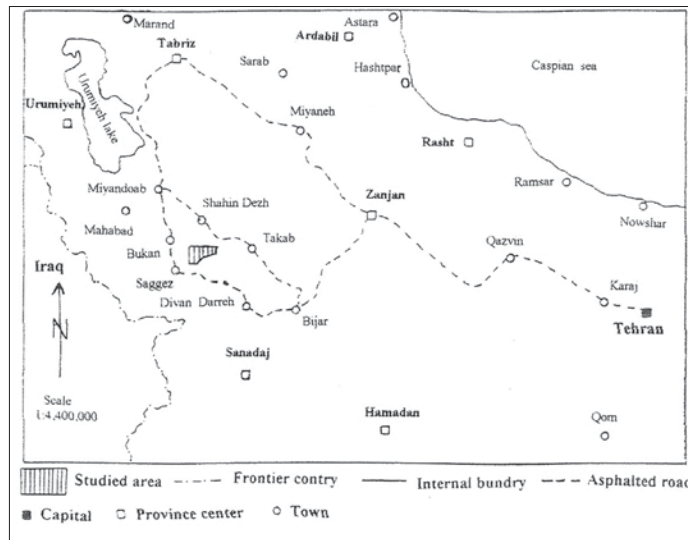 Marand
Astara
Ardabil
Tabriz
Sarab
Hashtpar
Caspian sea
Urumiyeh
Urumiyeh lake
Miyaneh
Rasht
Miyandoab
Ramsar
Shahin Dezh
Zanjan
Nowshar
Mahabad
Takab
Bukan
Qazvin
Iraq
Saggez
Karaj
Divan Darreh
Bijar
Tehran
N
Sanadaj
Scale
1:4,400,000
Hamadan
Qom
Studied area Frontier contry Internal bundry Asphalted road
Capital Province center Town